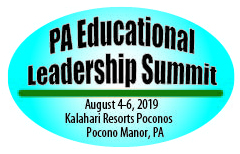 PA Educational
Leadership Summit
August 4-6, 2019
Kalahari Resorts Poconos
Pocono Manor, PA